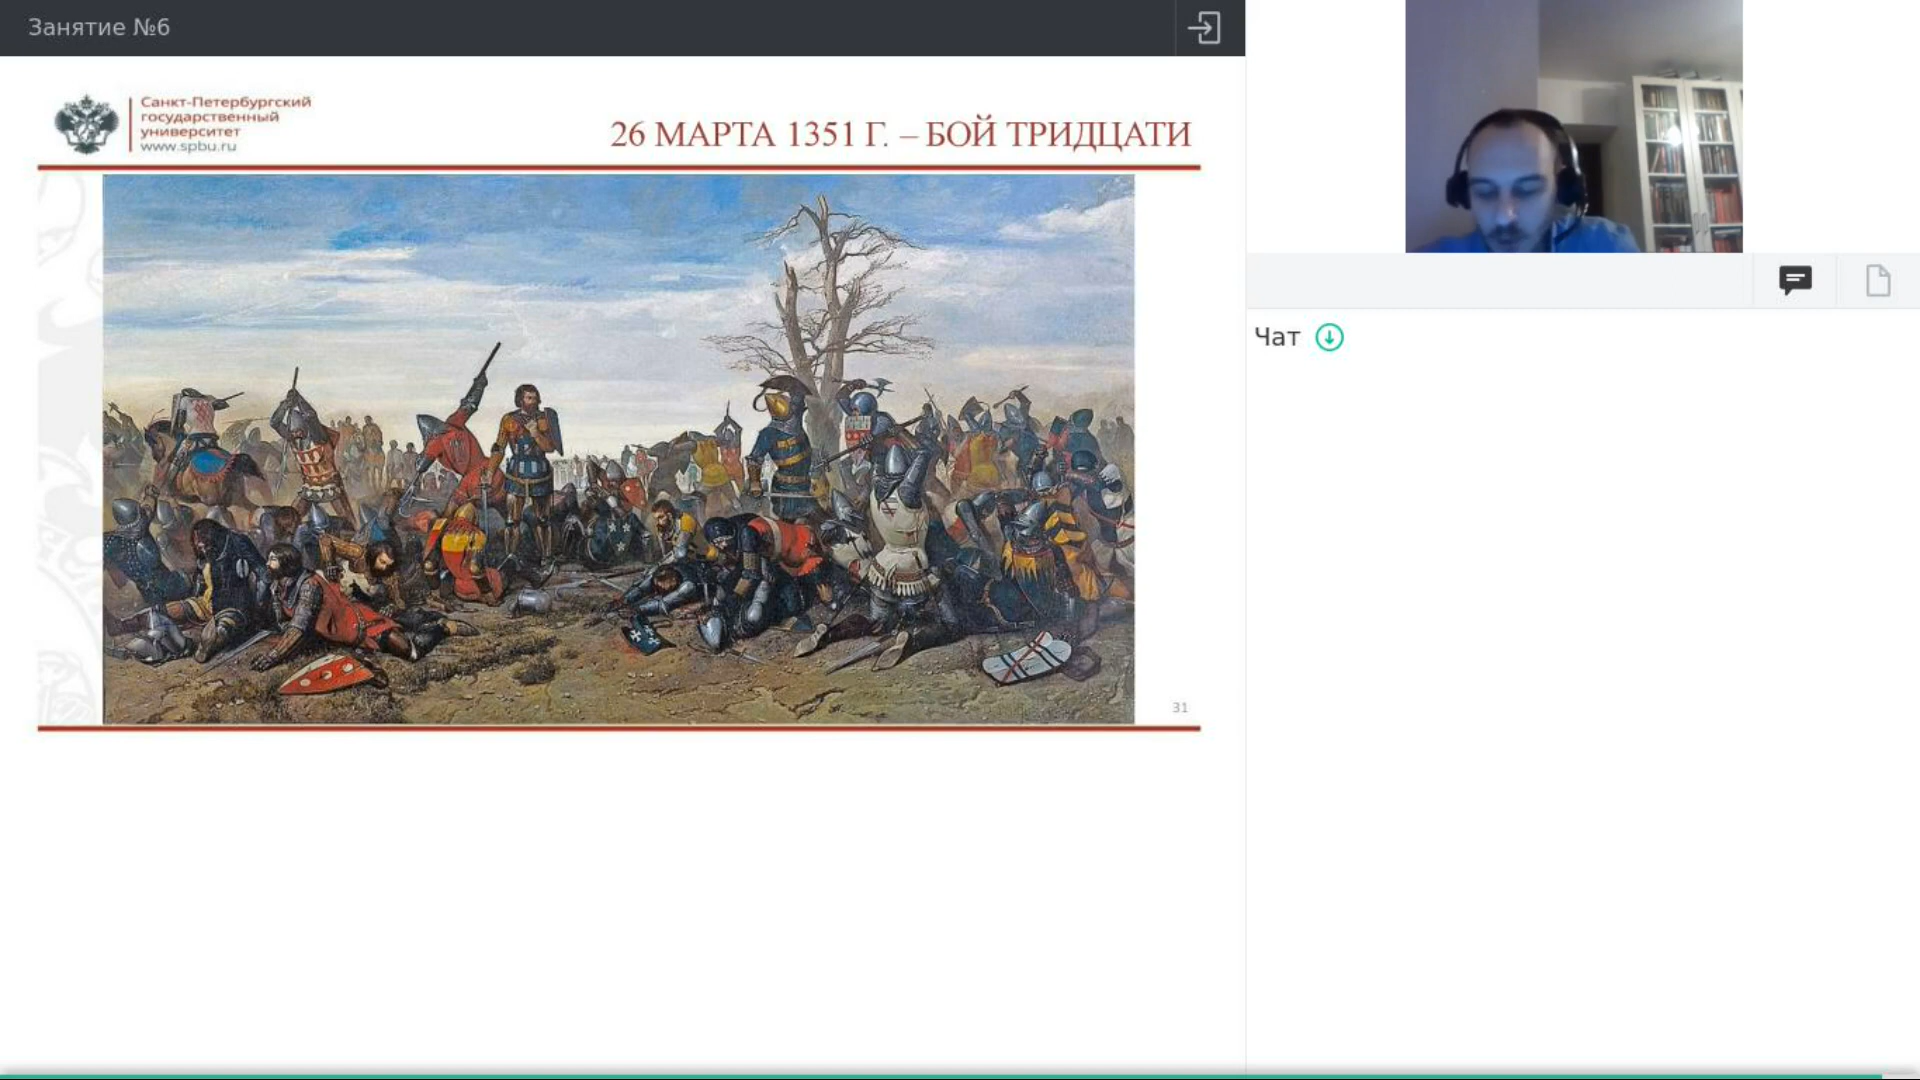 Занятие №6
Санкт-Петербургский
государственный
университет
www.spbu.ru
26 МАРТА 1351 Г. – БОЙ ТРИДЦАТИ
31
Чат